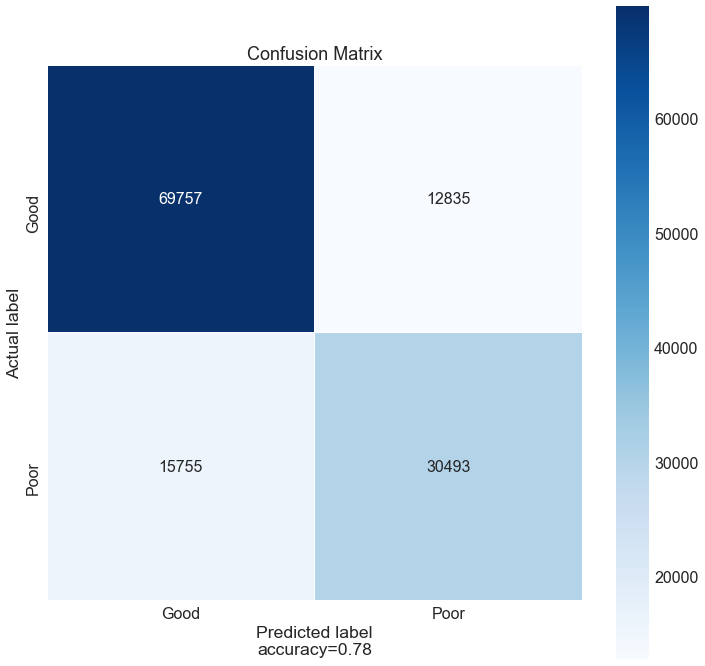 Confusion Matrix
Actual label
Good
69757
12835
Poor
15755
30493
Good
Poor
Predicted label
accuracy=0.78
60000
50000
40000
30000
20000